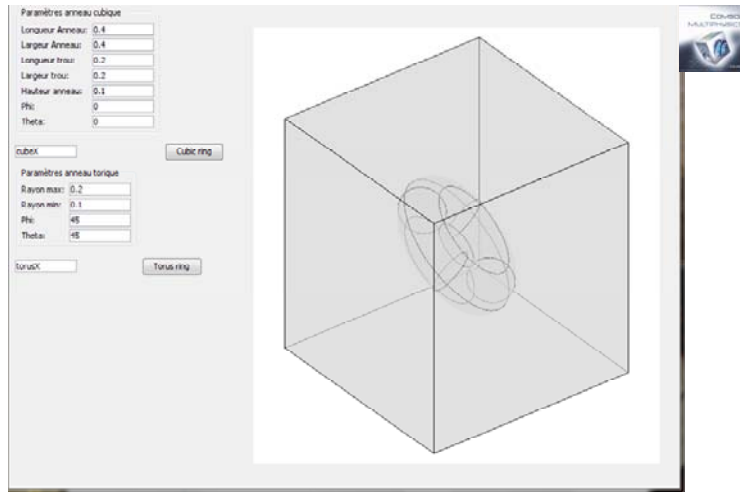 Paramètres anneau cubique
Longueur Anneau: 0.4
Largeur Anneau: 0.4
Longueur trou: 0.2
Largeur trou: 0.2
Hauteur anneau: 0.1
Phi: 0
Theta: 0
cubeX Cubic ring
Paramètres anneau torique
Rayon max: 0.2
Rayon min: 0.1
Phi: 45
Theta: 45
torusX Torus ring